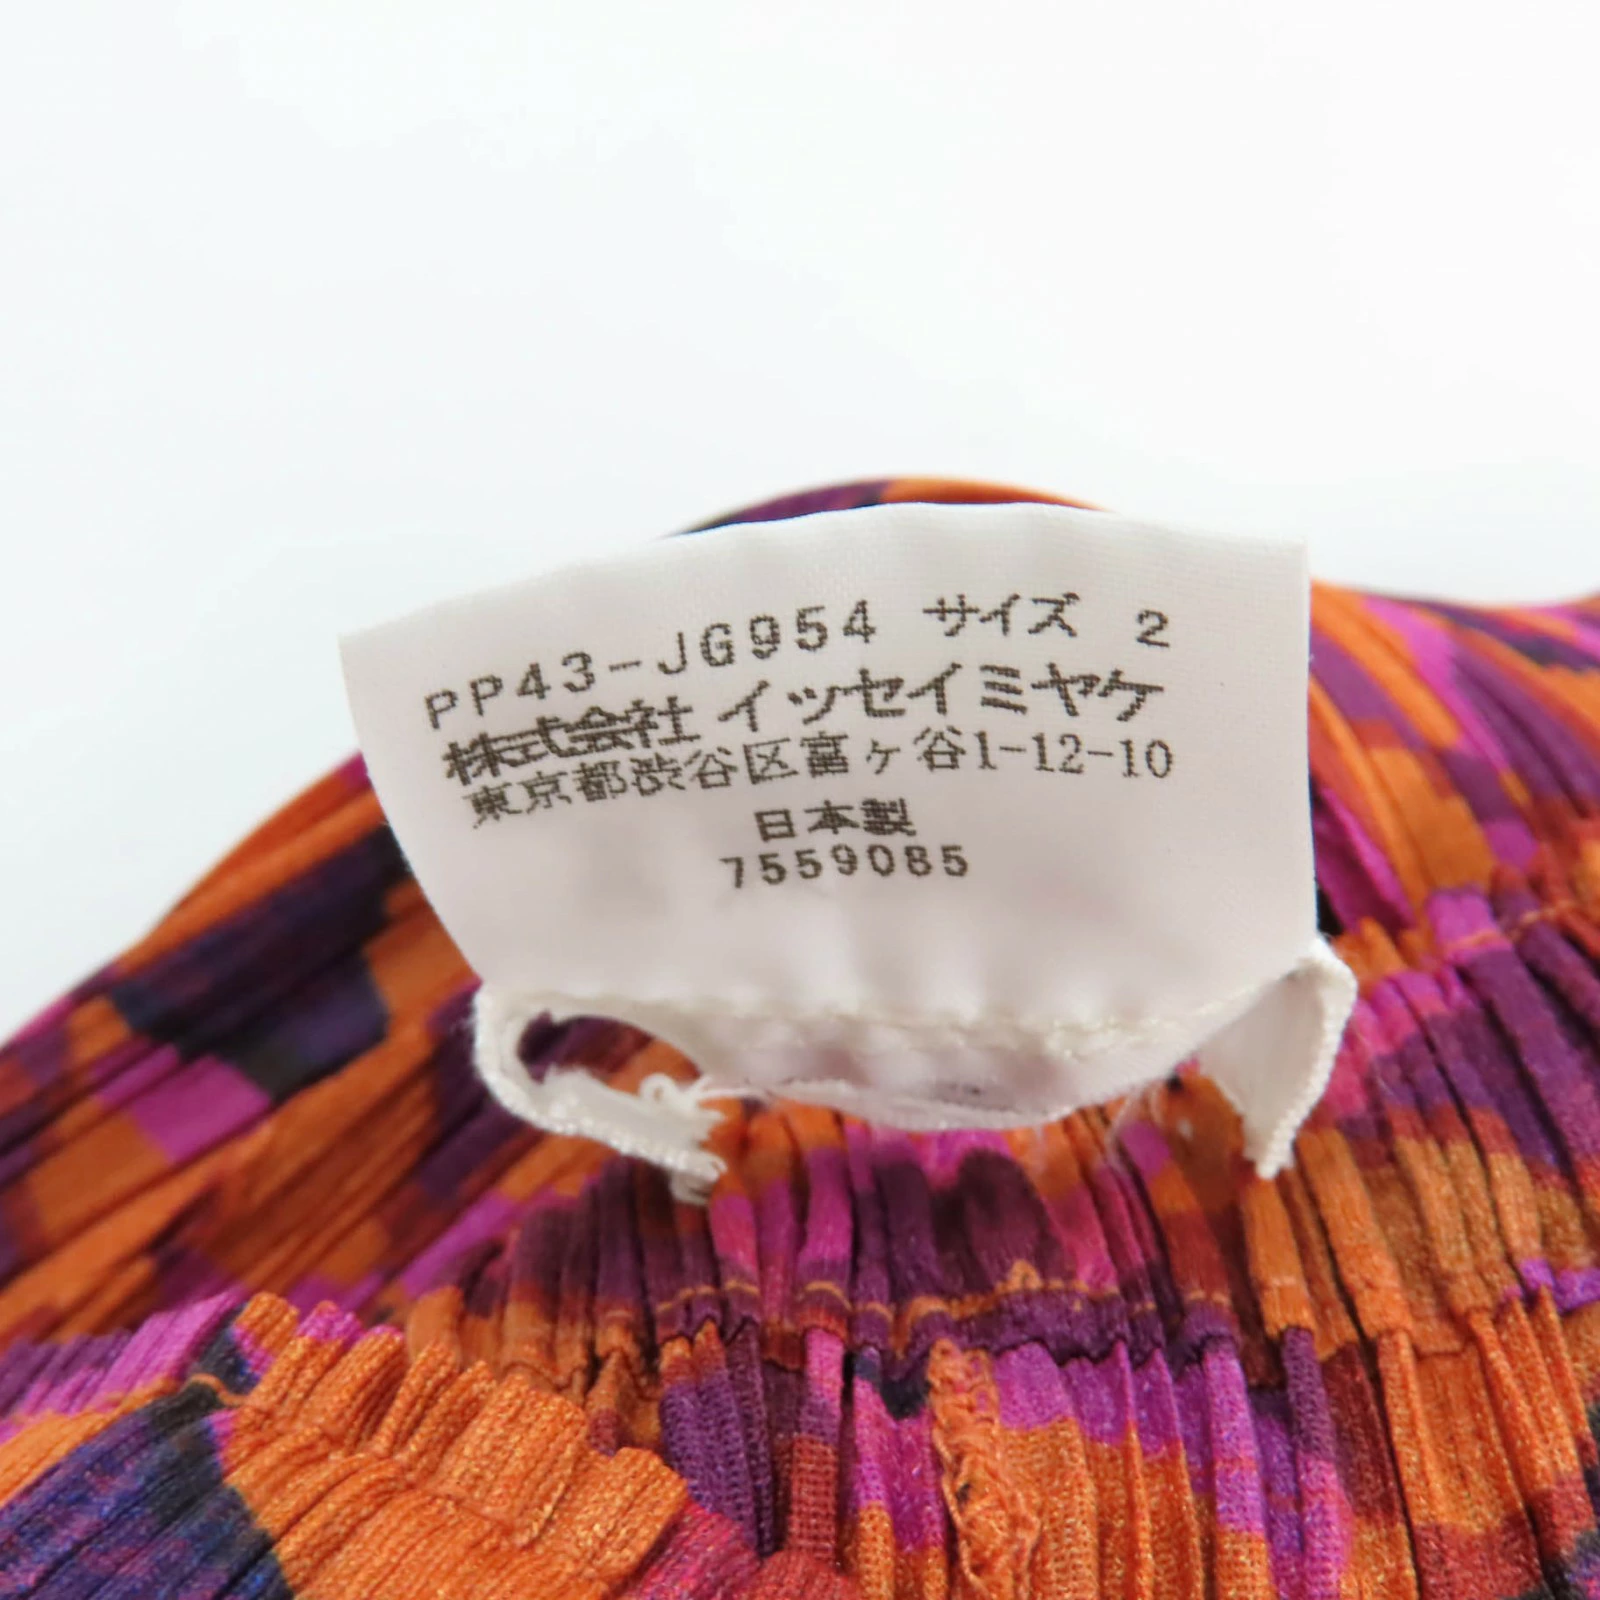 PP43-JG954 サイズ 2
株式会社 イッセイミヤケ
東京都渋谷区富ヶ谷1-12-10
日本製
7559085